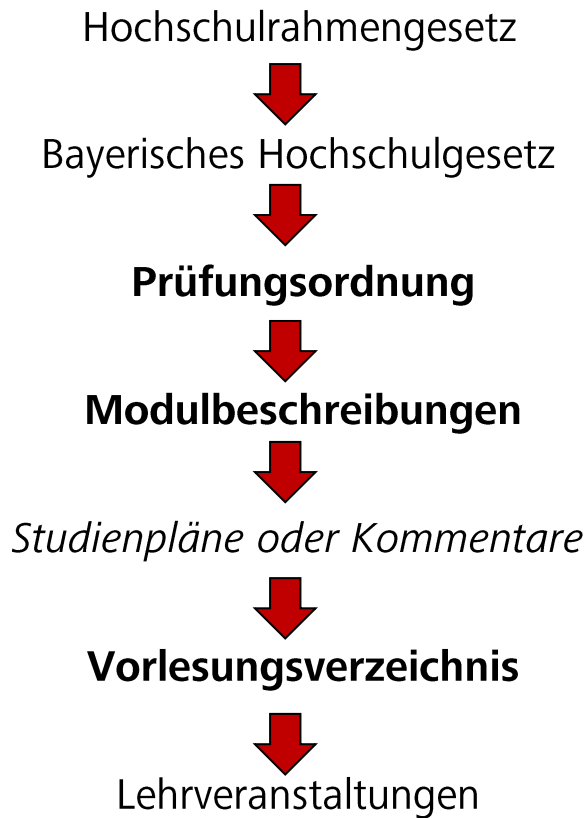 Hochschulrahmengesetz
Bayerisches Hochschulgesetz
Prüfungsordnung
Modulbeschreibungen
Studienpläne oder Kommentare
Vorlesungsverzeichnis
Lehrveranstaltungen